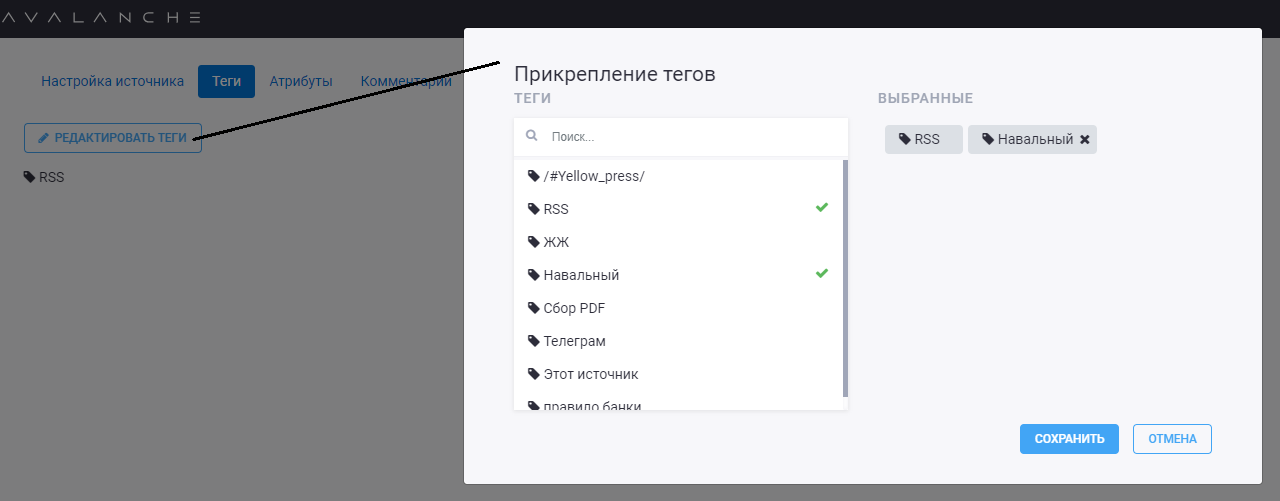 AVALANCHE
Настройка источника Теги Атрибуты Комментарии
РЕДАКТИРОВАТЬ ТЕГИ
RSS
Прикрепление тегов
ТЕГИ
Поиск...
/#Yellow_press/
RSS
ЖЖ
Навальный
Сбор PDF
Телеграм
Этот источник
правило банки
ВЫБРАННЫЕ
RSS Навальный
СОХРАНИТЬ ОТМЕНА